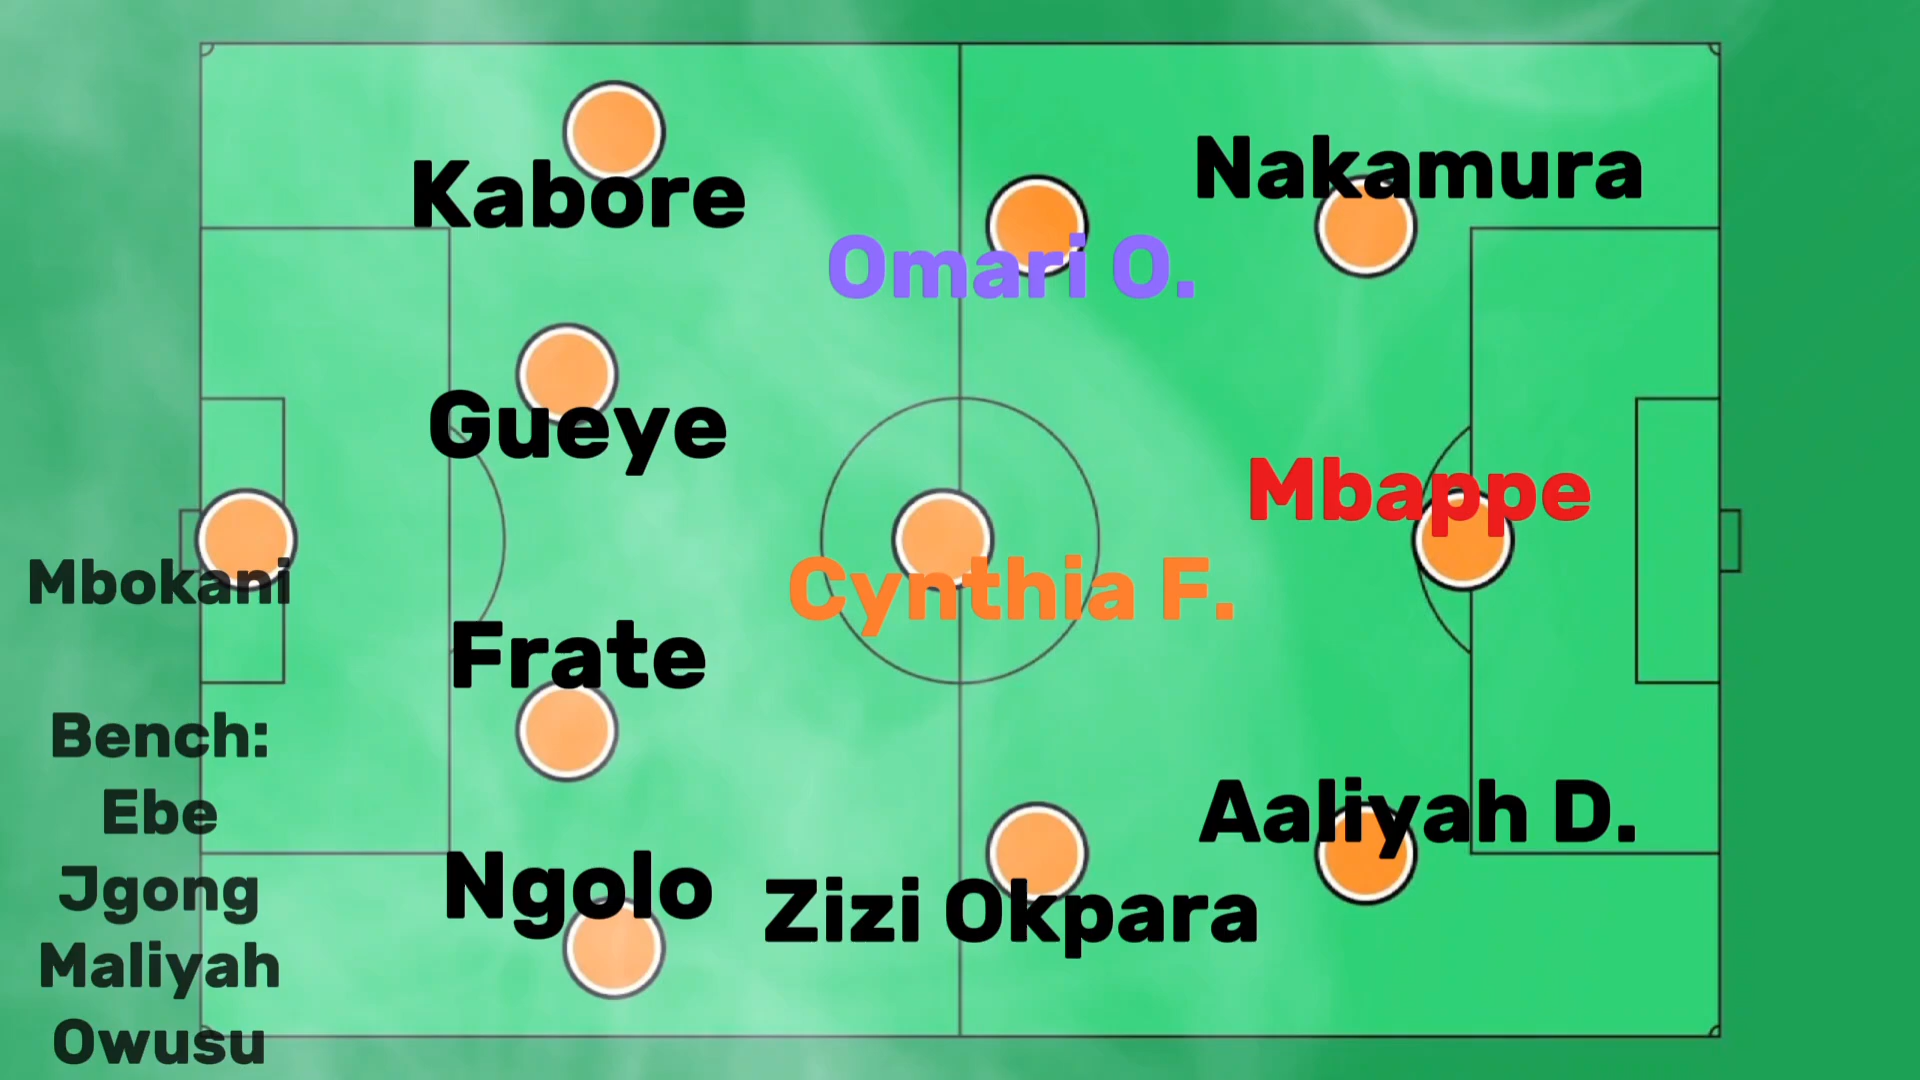 Kabore
Nakamura
Omari O.
Gueye
Mbappe
Mbokani
Cynthia F.
Frate
Bench:
Ebe
Jgong
Maliyah
Owusu
Aaliyah D.
Ngolo
Zizi Okpara